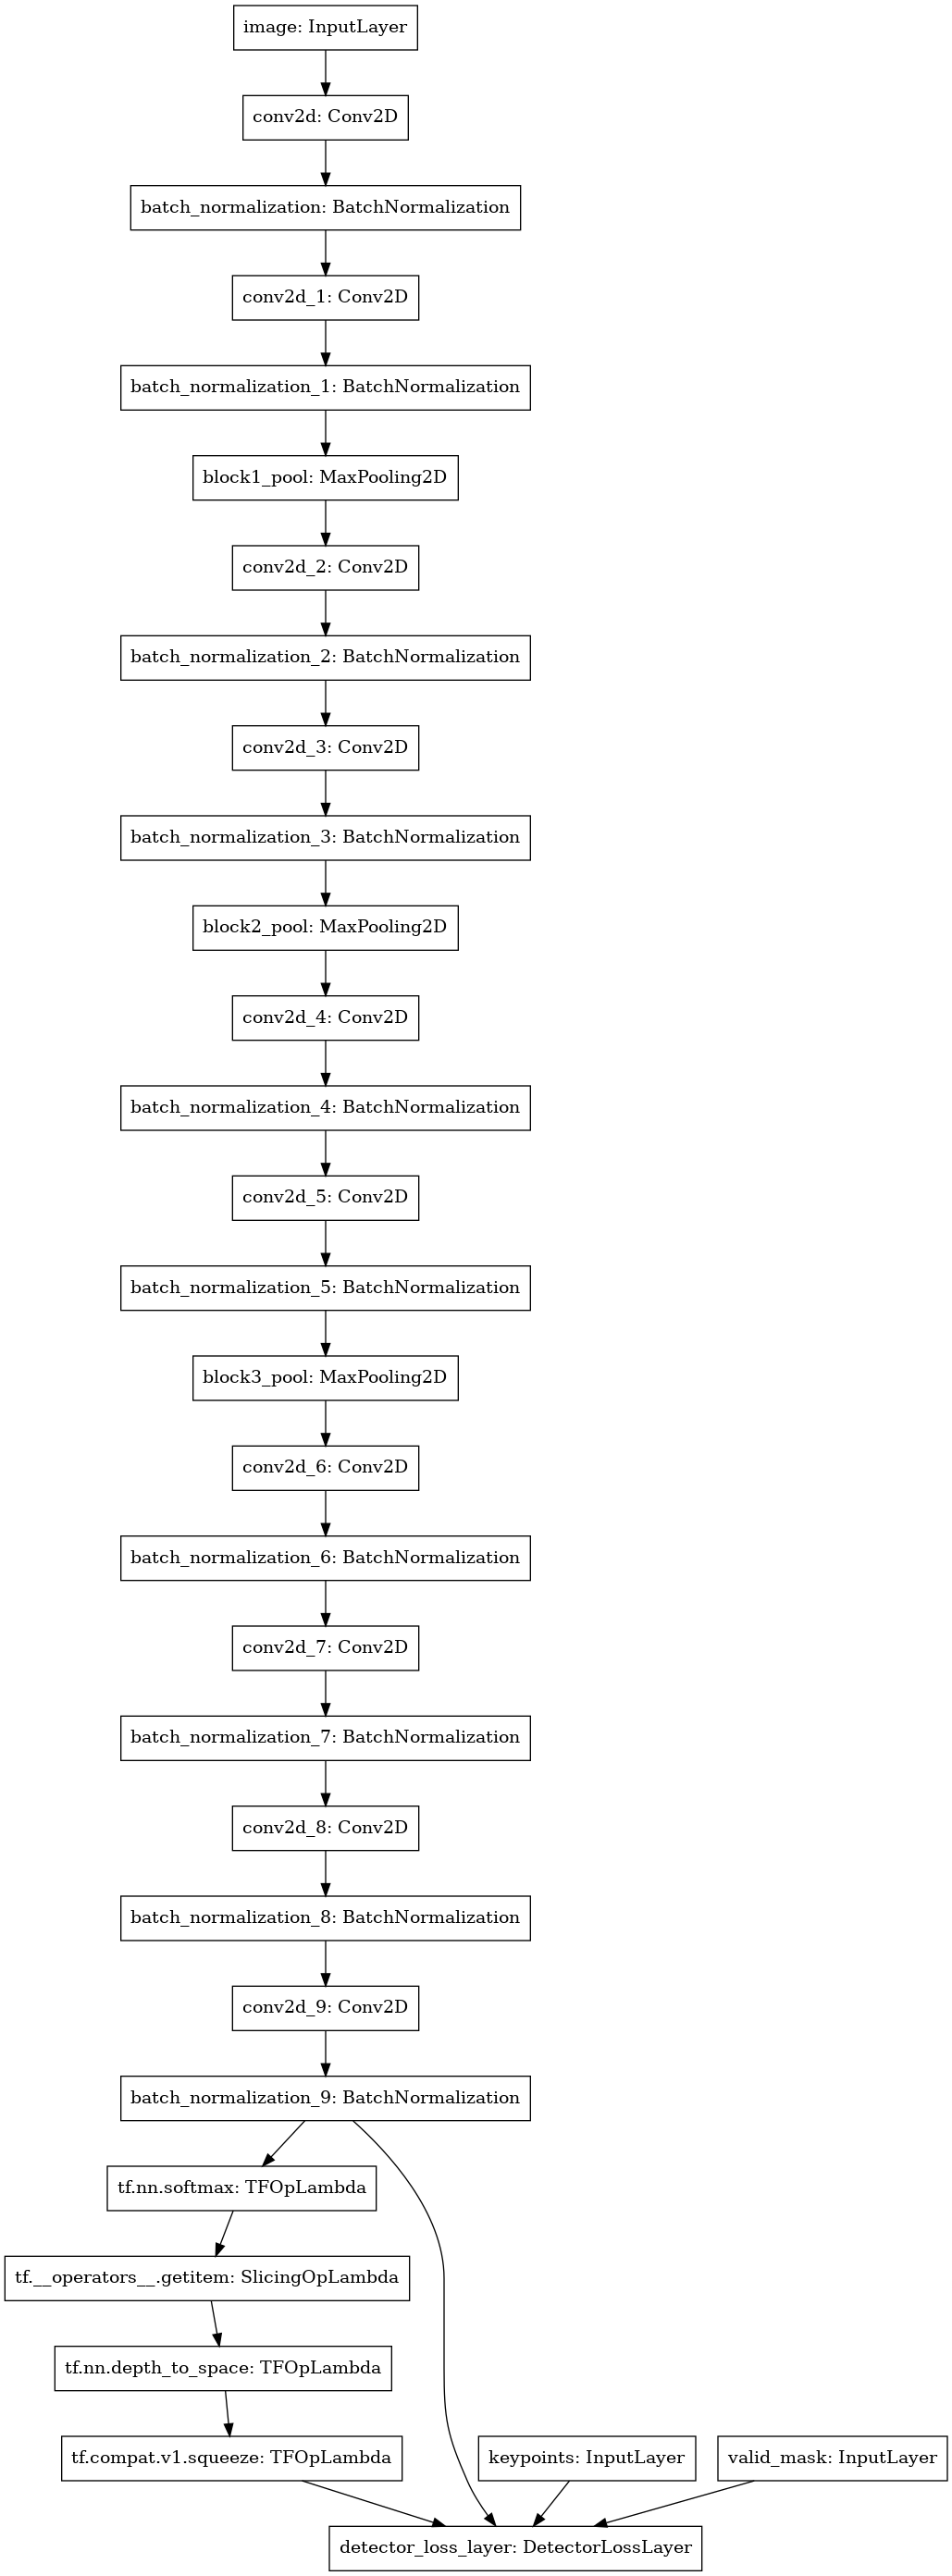 image: InputLayer
conv2d: Conv2D
batch_normalization: BatchNormalization
conv2d_1: Conv2D
batch_normalization_1: BatchNormalization
block1_pool: MaxPooling2D
conv2d_2: Conv2D
batch_normalization_2: BatchNormalization
conv2d_3: Conv2D
batch_normalization_3: BatchNormalization
block2_pool: MaxPooling2D
conv2d_4: Conv2D
batch_normalization_4: BatchNormalization
conv2d_5: Conv2D
batch_normalization_5: BatchNormalization
block3_pool: MaxPooling2D
conv2d_6: Conv2D
batch_normalization_6: BatchNormalization
conv2d_7: Conv2D
batch_normalization_7: BatchNormalization
conv2d_8: Conv2D
batch_normalization_8: BatchNormalization
conv2d_9: Conv2D
batch_normalization_9: BatchNormalization
tf.nn.softmax: TFOpLambda
tf.__operators__.getitem: SlicingOpLambda
tf.nn.depth_to_space: TFOpLambda
tf.compat.v1.squeeze: TFOpLambda
keypoints: InputLayer
valid_mask: InputLayer
detector_loss_layer: DetectorLossLayer